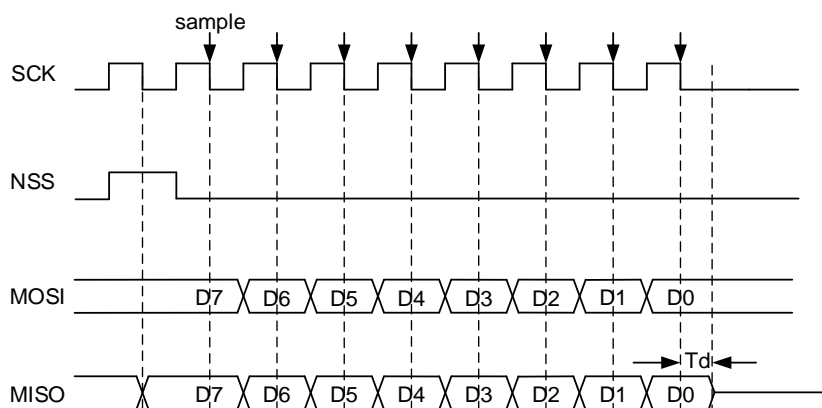 sample
SCK
NSS
MOSI D7 D6 D5 D4 D3 D2 D1 D0
Td
MISO D7 D6 D5 D4 D3 D2 D1 D0